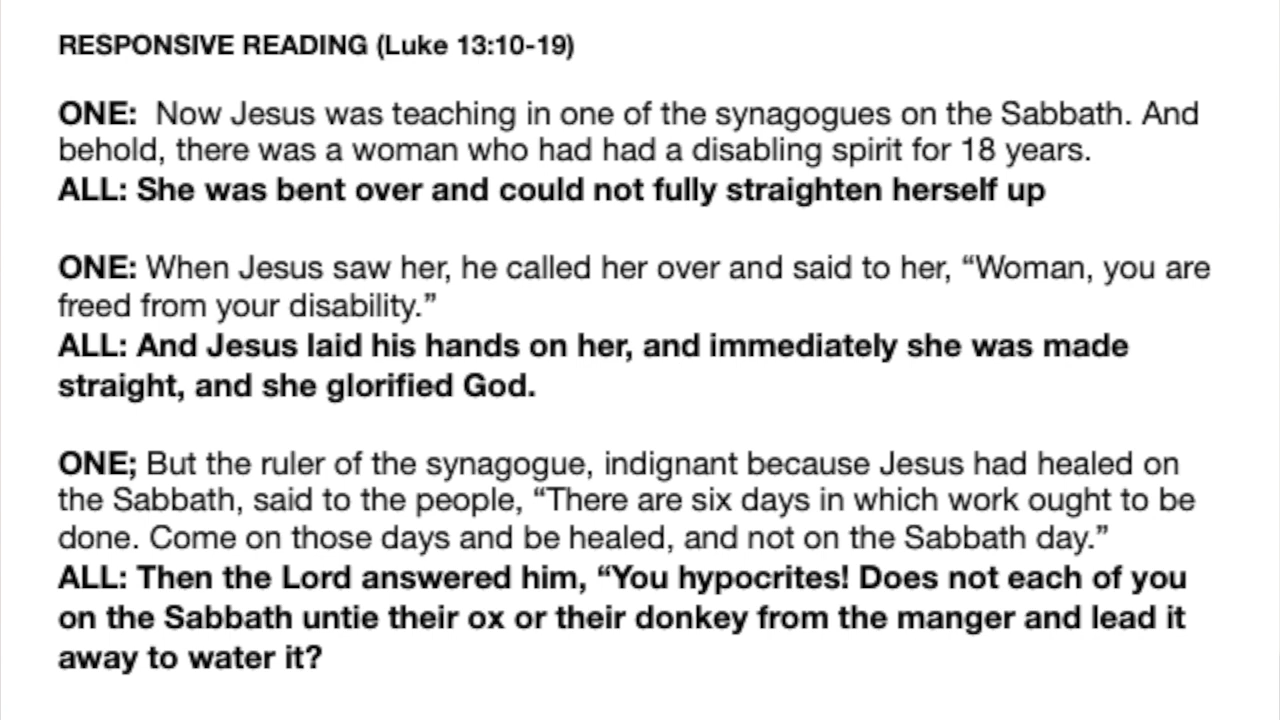 RESPONSIVE READING (Luke 13:10-19)
ONE:  Now Jesus was teaching in one of the synagogues on the Sabbath. And
behold, there was a woman who had had a disabling spirit for 18 years.
ALL: She was bent over and could not fully straighten herself up
ONE: When Jesus saw her, he called her over and said to her, “Woman, you are
freed from your disability.”
ALL: And Jesus laid his hands on her, and immediately she was made
straight, and she glorified God.
ONE; But the ruler of the synagogue, indignant because Jesus had healed on
the Sabbath, said to the people, “There are six days in which work ought to be
done. Come on those days and be healed, and not on the Sabbath day.”
ALL: Then the Lord answered him, “You hypocrites! Does not each of you
on the Sabbath untie their ox or their donkey from the manger and lead it
away to water it?